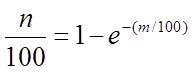 n/100 = 1 − e^−(m/100)